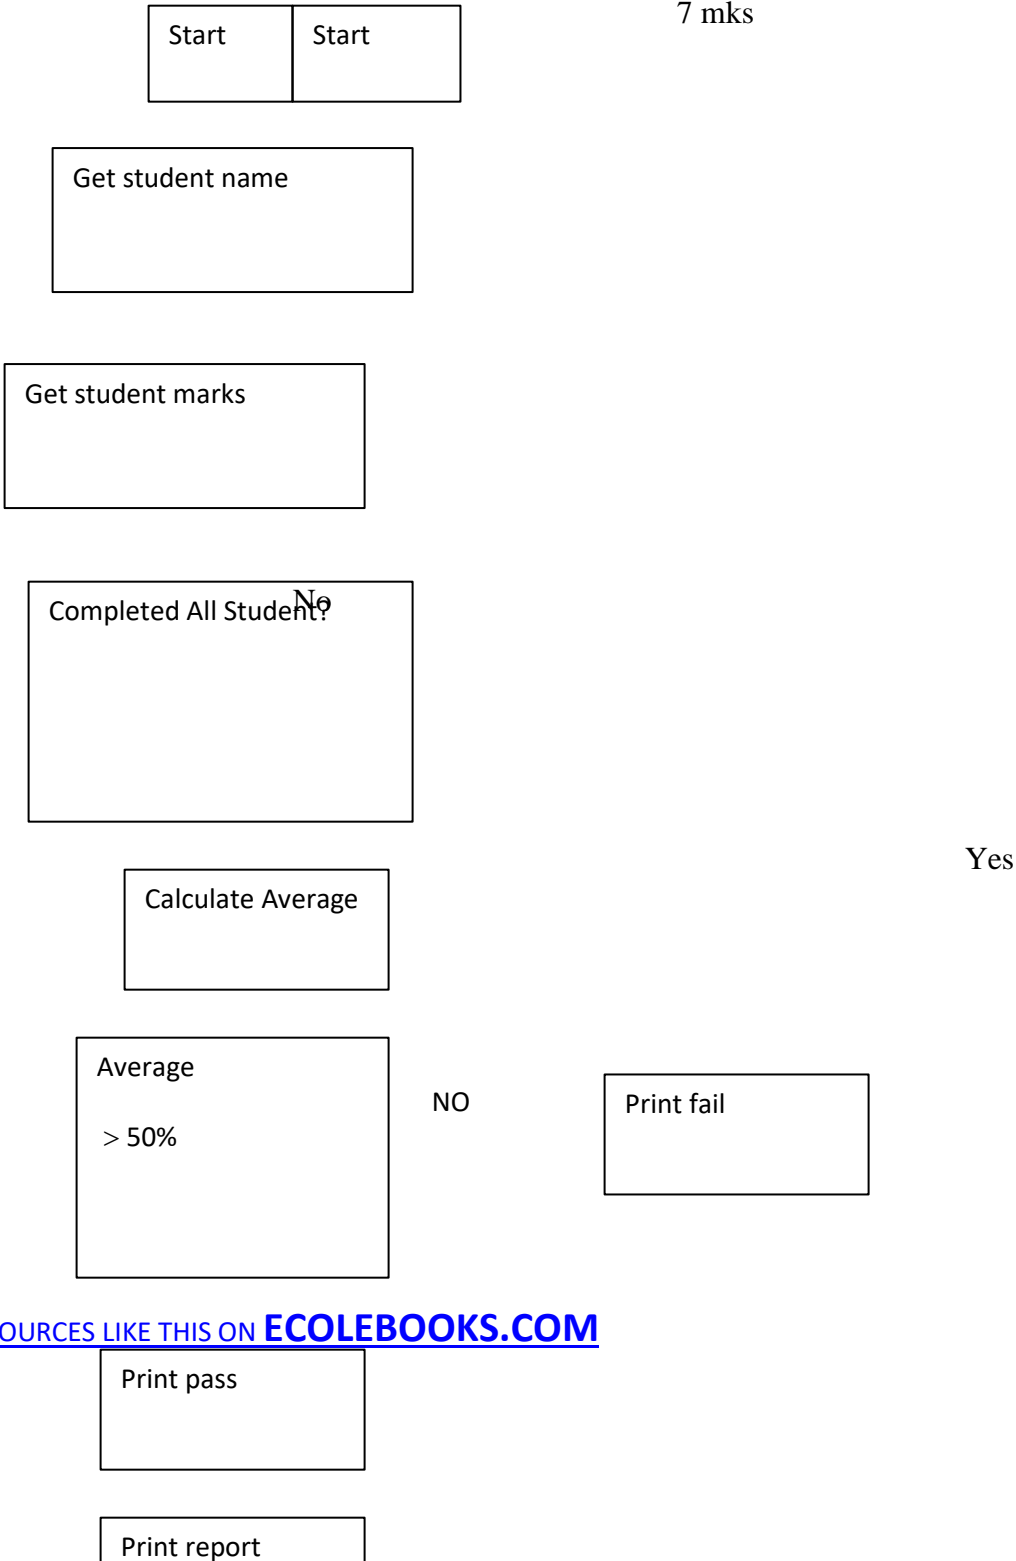 7 mks
Start Start
Get student name
Get student marks
No
Completed All Student?
Yes
Calculate Average
Average
> 50%
NO
Print fail
OURCES LIKE THIS ON ECOLEBOOKS.COM
Print pass
Print report